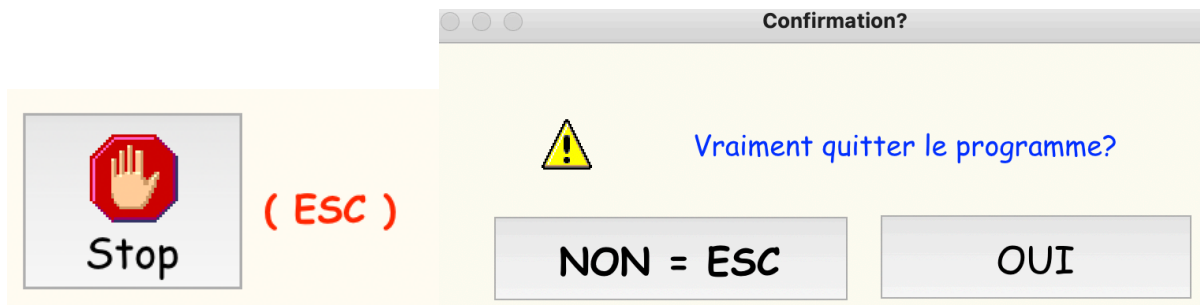 Confirmation?
Vraiment quitter le programme?
( ESC )
Stop
NON = ESC
OUI